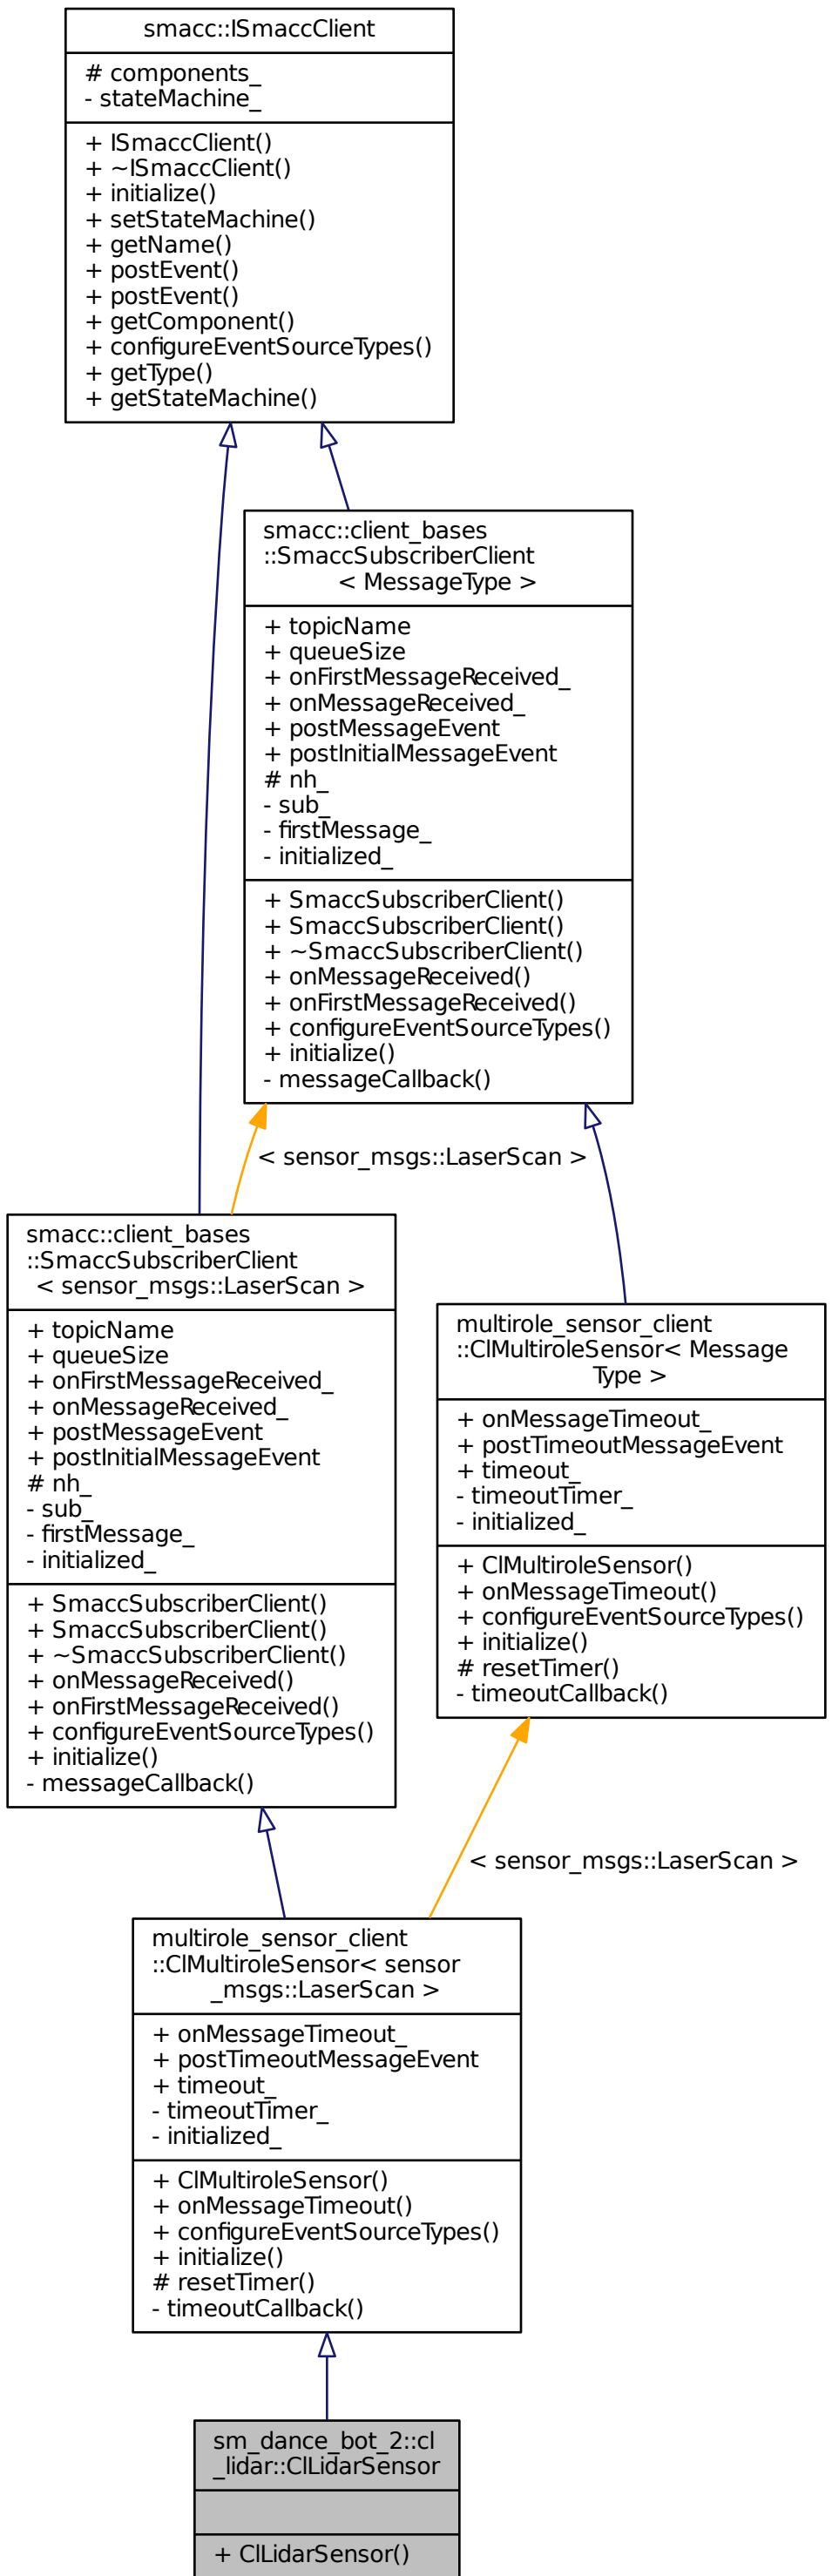 smacc::ISmaccClient
# components_
- stateMachine_
+ ISmaccClient()
+ ~ISmaccClient()
+ initialize()
+ setStateMachine()
+ getName()
+ postEvent()
+ postEvent()
+ getComponent()
+ configureEventSourceTypes()
+ getType()
+ getStateMachine()
smacc::client_bases
::SmaccSubscriberClient
< MessageType >
+ topicName
+ queueSize
+ onFirstMessageReceived_
+ onMessageReceived_
+ postMessageEvent
+ postInitialMessageEvent
# nh_
- sub_
- firstMessage_
- initialized_
+ SmaccSubscriberClient()
+ SmaccSubscriberClient()
+ ~SmaccSubscriberClient()
+ onMessageReceived()
+ onFirstMessageReceived()
+ configureEventSourceTypes()
+ initialize()
- messageCallback()
< sensor_msgs::LaserScan >
smacc::client_bases
::SmaccSubscriberClient
< sensor_msgs::LaserScan >
+ topicName
+ queueSize
+ onFirstMessageReceived_
+ onMessageReceived_
+ postMessageEvent
+ postInitialMessageEvent
# nh_
- sub_
- firstMessage_
- initialized_
+ SmaccSubscriberClient()
+ SmaccSubscriberClient()
+ ~SmaccSubscriberClient()
+ onMessageReceived()
+ onFirstMessageReceived()
+ configureEventSourceTypes()
+ initialize()
- messageCallback()
multirole_sensor_client
::ClMultiroleSensor< Message
Type >
+ onMessageTimeout_
+ postTimeoutMessageEvent
+ timeout_
- timeoutTimer_
- initialized_
+ ClMultiroleSensor()
+ onMessageTimeout()
+ configureEventSourceTypes()
+ initialize()
# resetTimer()
- timeoutCallback()
< sensor_msgs::LaserScan >
multirole_sensor_client
::ClMultiroleSensor< sensor
_msgs::LaserScan >
+ onMessageTimeout_
+ postTimeoutMessageEvent
+ timeout_
- timeoutTimer_
- initialized_
+ ClMultiroleSensor()
+ onMessageTimeout()
+ configureEventSourceTypes()
+ initialize()
# resetTimer()
- timeoutCallback()
sm_dance_bot_2::cl
_lidar::ClLidarSensor
+ ClLidarSensor()